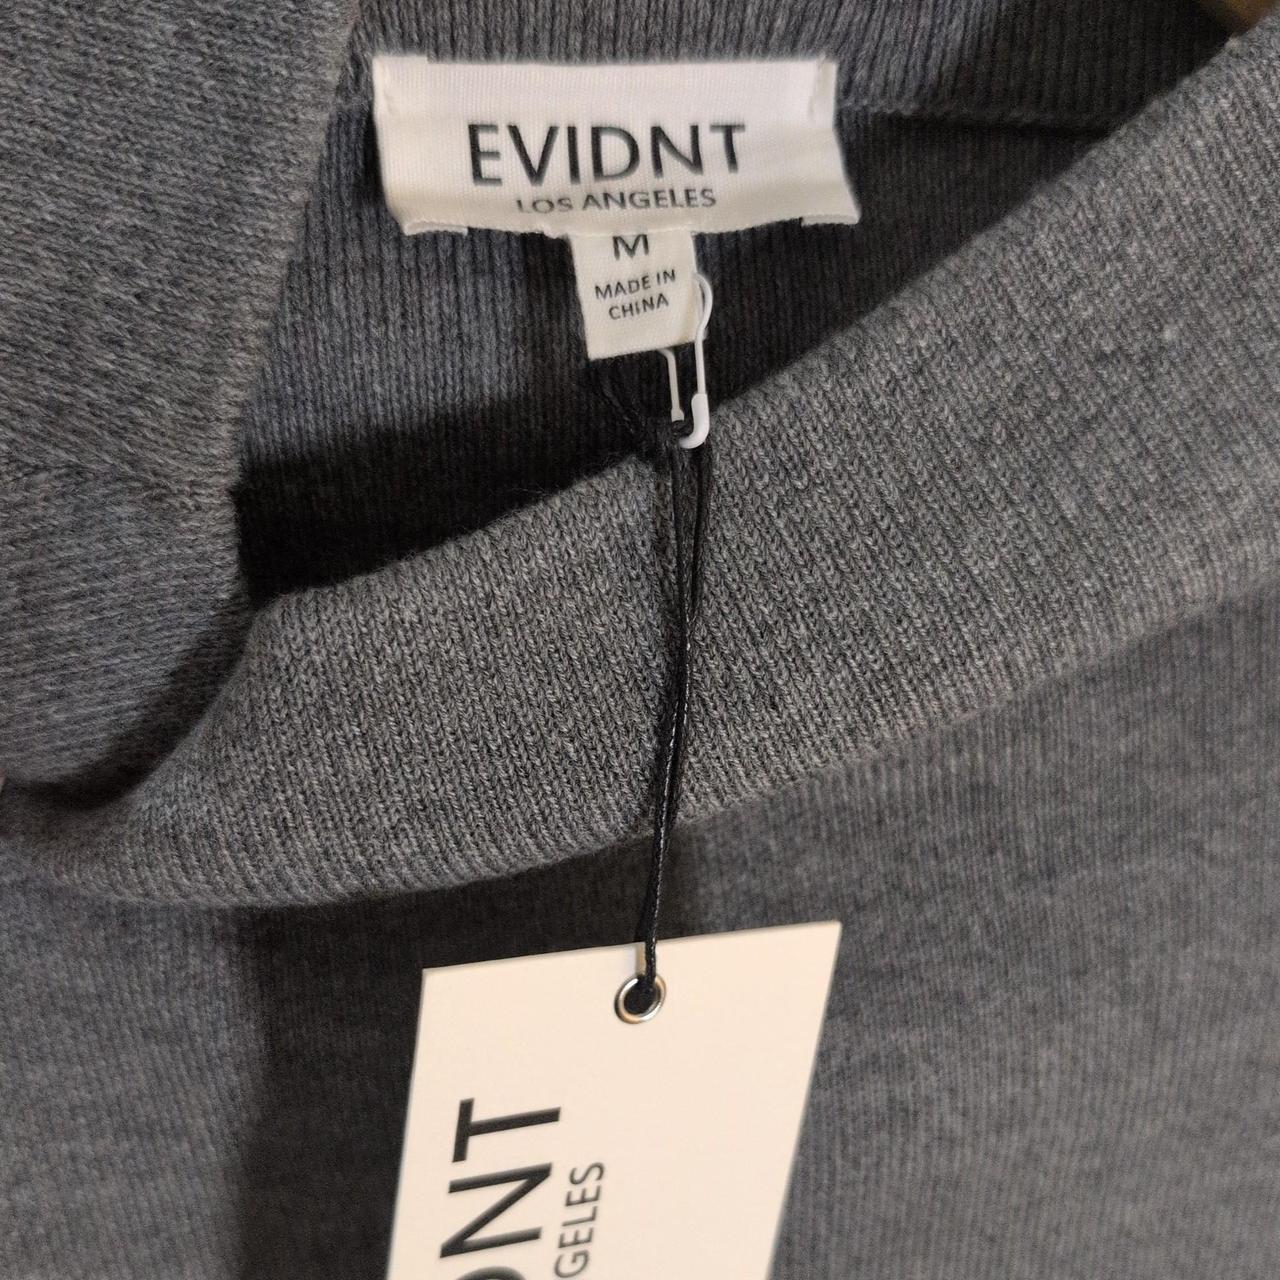 EVIDNT
LOS ANGELES
M
MADE IN
CHINA
DNT
GELES